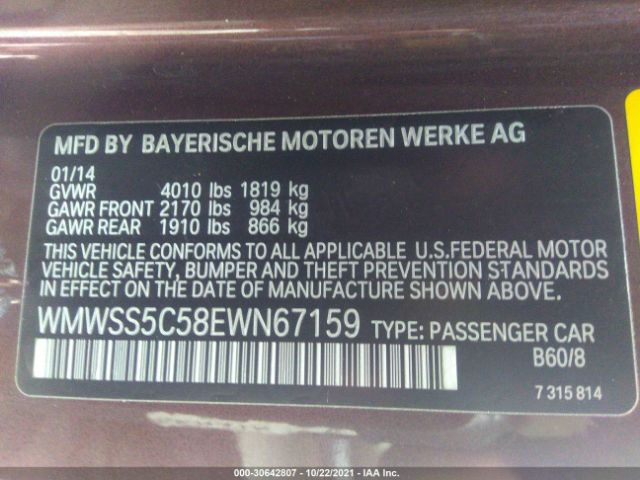 MFD BY BAYERISCHE MOTOREN WERKE AG
01/14
GVWR 4010 lbs 1819 kg
GAWR FRONT 2170 lbs 984 kg
GAWR REAR 1910 lbs 866 kg
THIS VEHICLE CONFORMS TO ALL APPLICABLE U.S.FEDERAL MOTOR
VEHICLE SAFETY, BUMPER AND THEFT PREVENTION STANDARDS
IN EFFECT ON THE DATE OF MANUFACTURE SHOWN ABOVE.
WMWSS5C58EWN67159 TYPE: PASSENGER CAR
B60/8
7 315 814
000-30642807 - 10/22/2021 - IAA Inc.